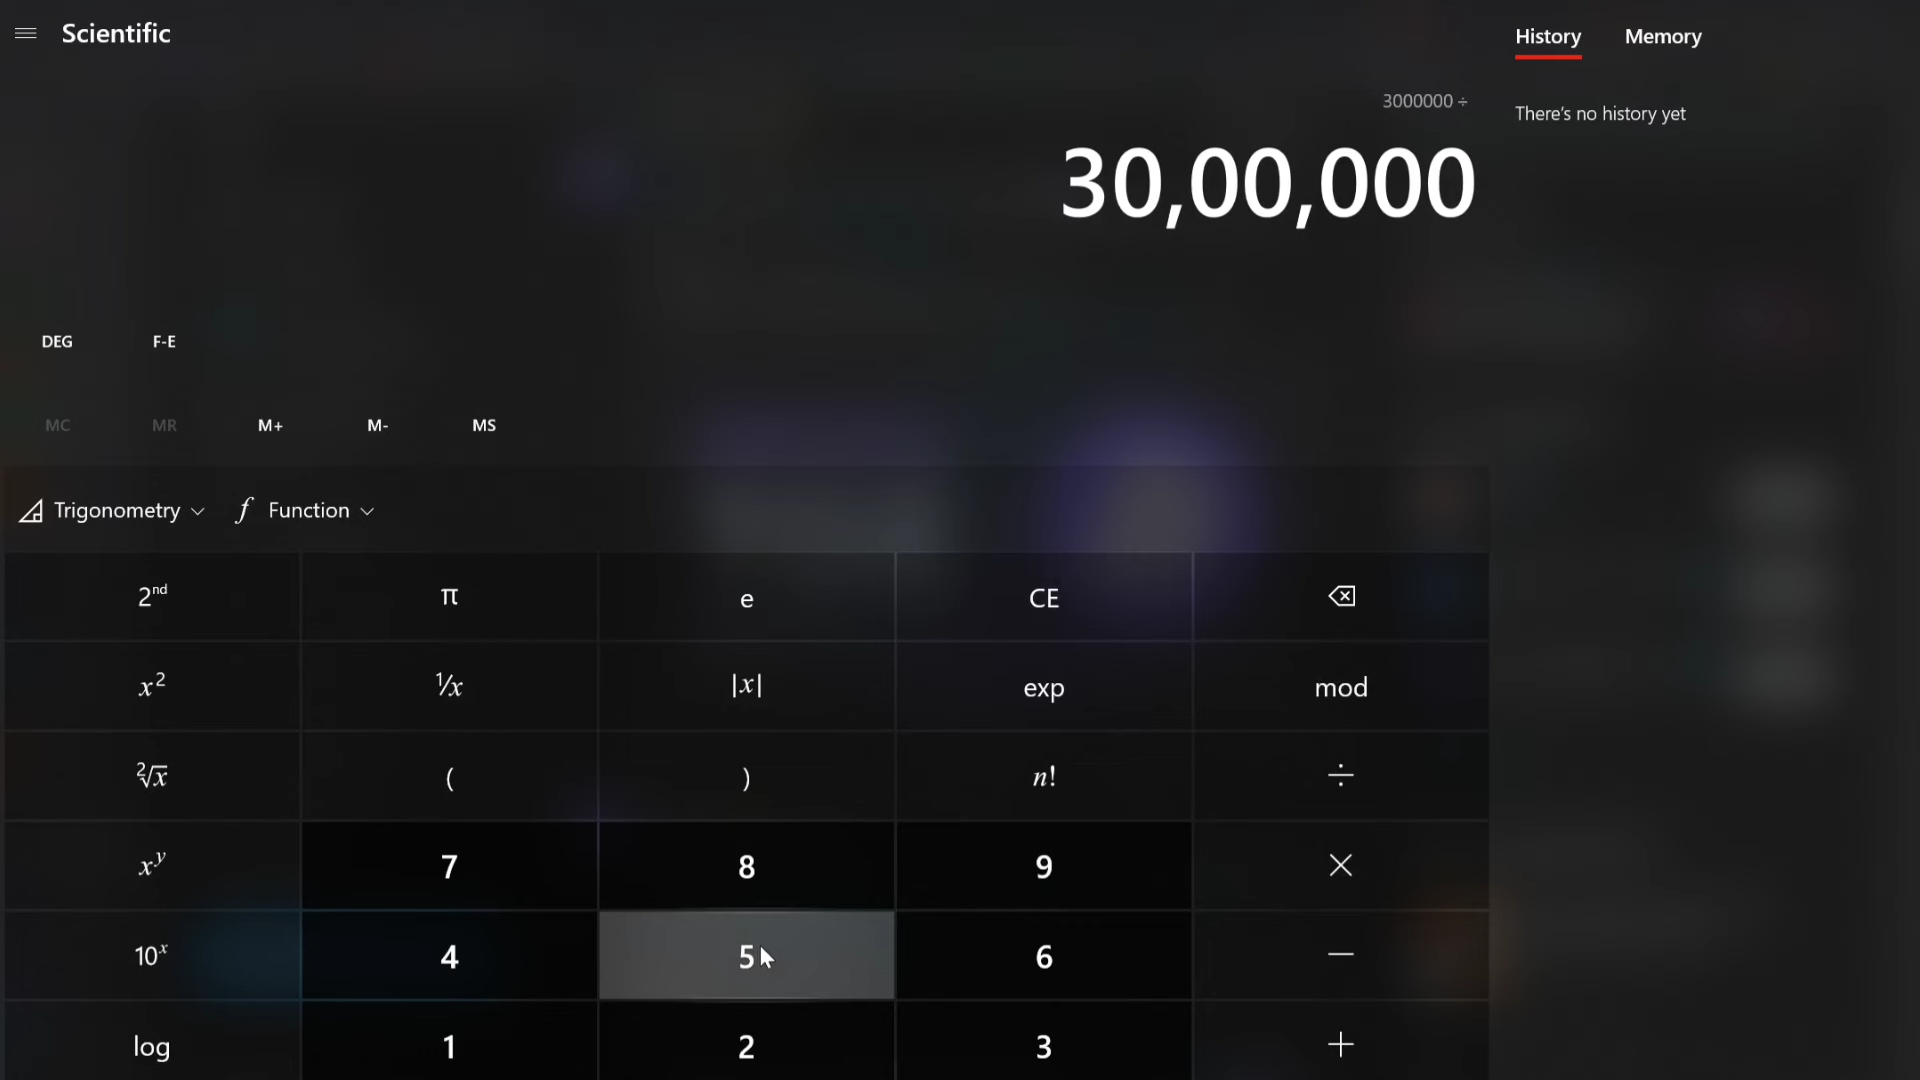 Scientific
History Memory
3000000 ÷
There's no history yet
30,00,000
DEG F-E
MC MR M+ M- MS
Trigonometry f Function
2nd π e CE
x² ¹/x |x| exp mod
²√x ( ) n! ÷
xʸ 7 8 9 ×
10ˣ 4 5 6 −
log 1 2 3 +